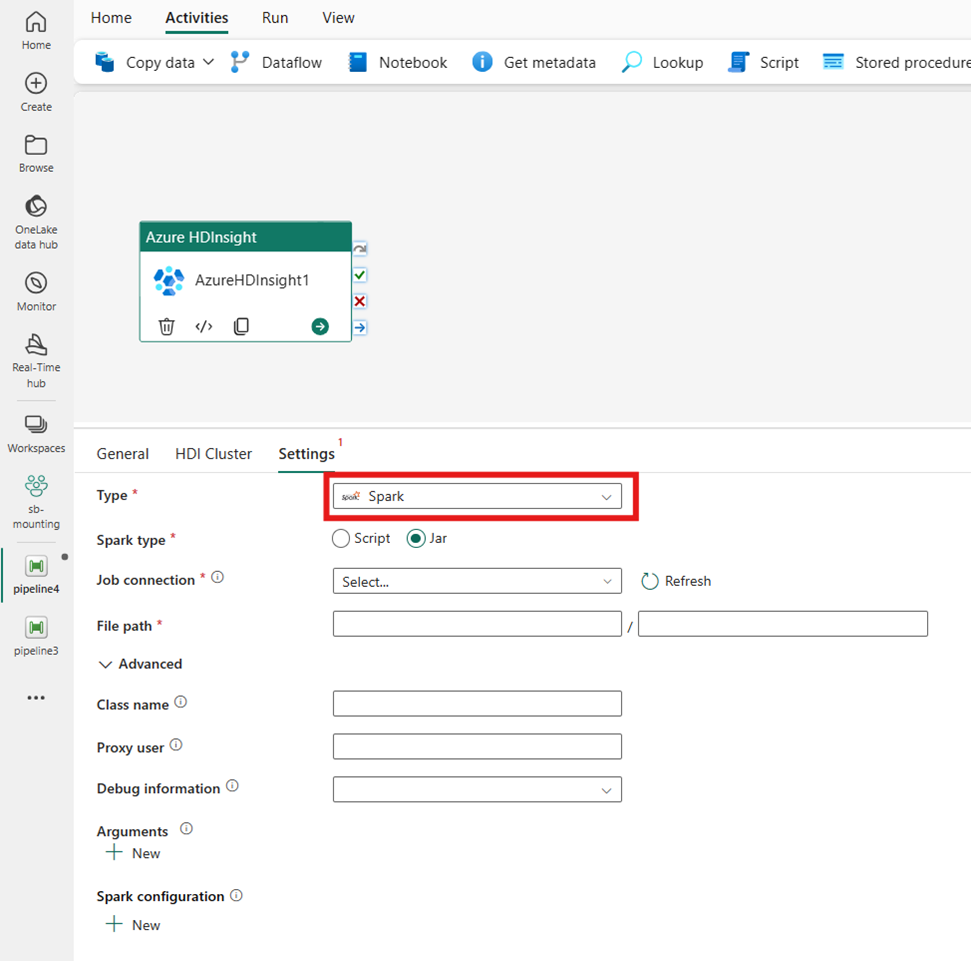 Home Activities Run View
Copy data Dataflow Notebook Get metadata Lookup Script Stored procedure
Home
Create
Browse
OneLake
data hub
Monitor
Real-Time
hub
Workspaces
sb-
mounting
pipeline4
pipeline3
Azure HDInsight
AzureHDInsight1
General HDI Cluster Settings 1
Type * Spark Spark
Spark type * Script Jar
Job connection * Select... Refresh
File path * /
Advanced
Class name
Proxy user
Debug information
Arguments
New
Spark configuration
New